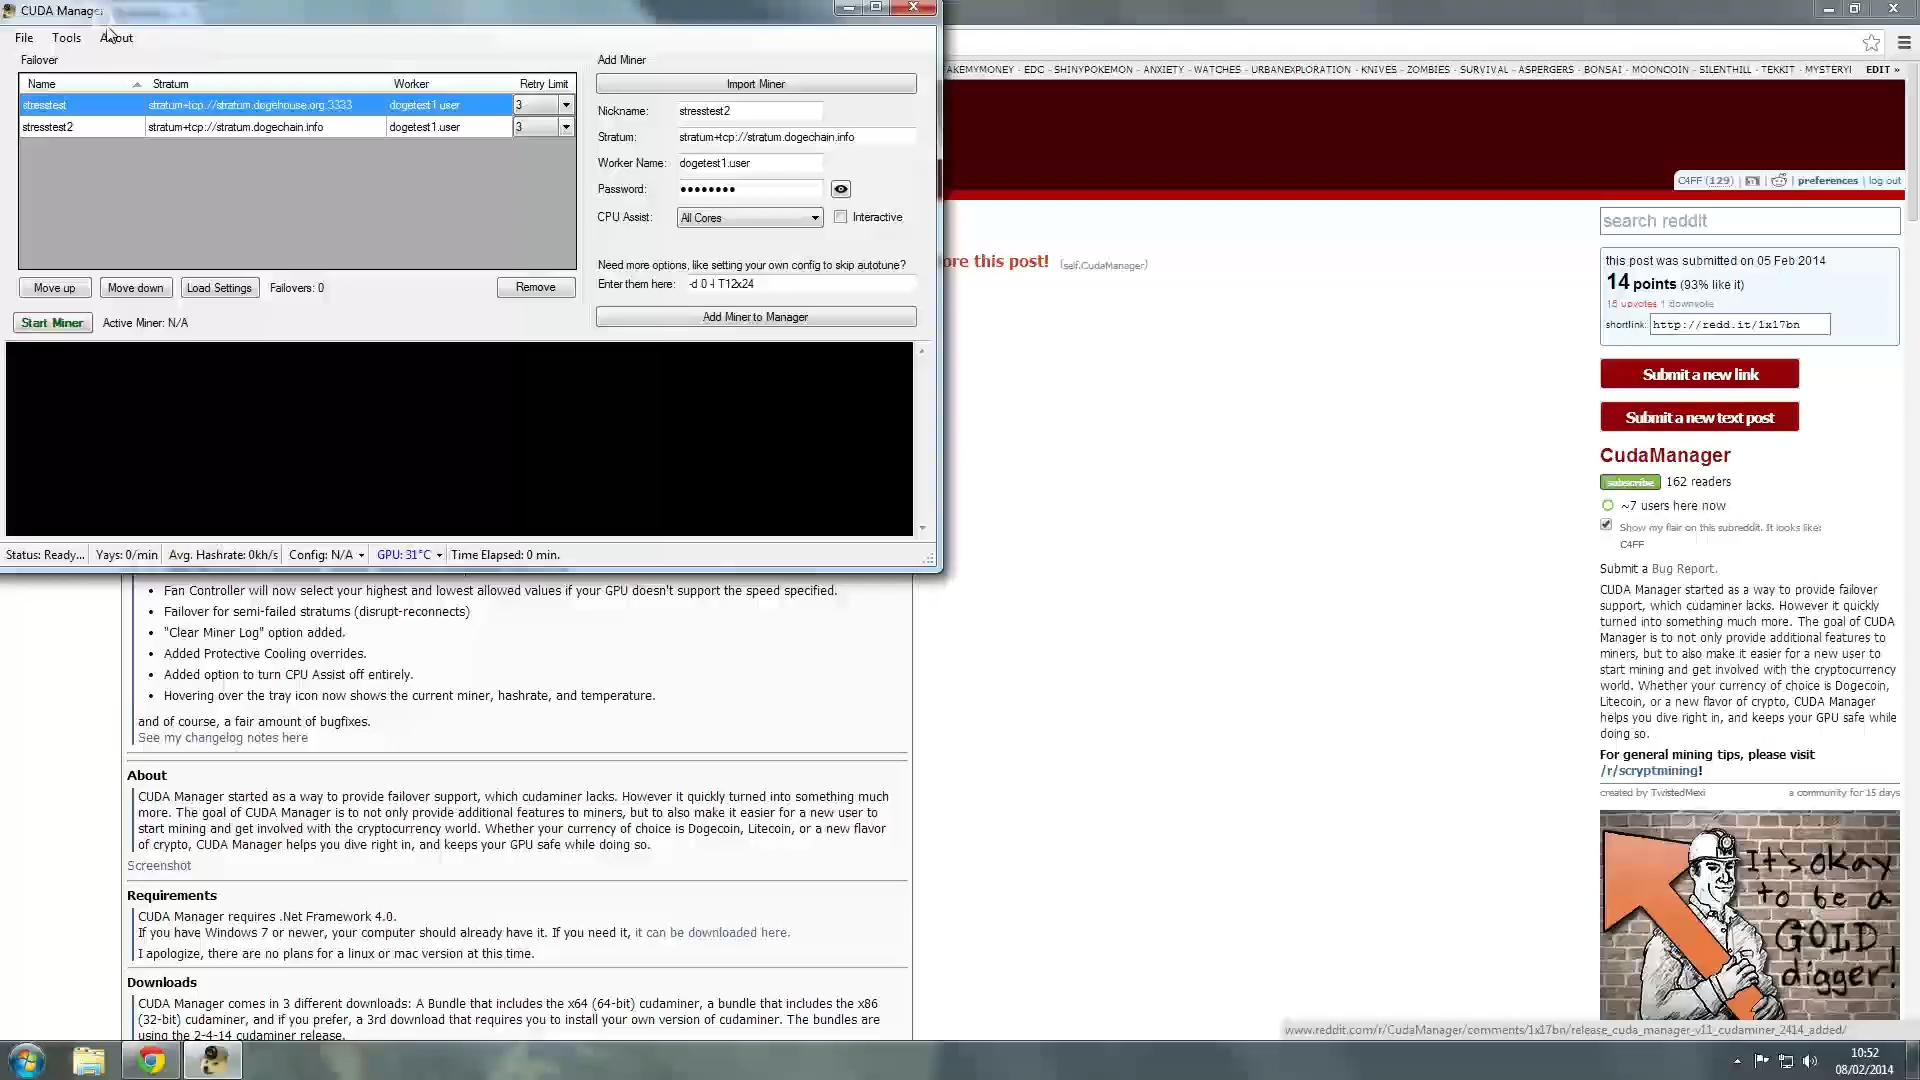 CUDA Manager
File Tools About
Failover
Name Stratum Worker Retry Limit
stresstest stratum+tcp://stratum.dogehouse.org:3333 dogetest1.user 3
stresstest2 stratum+tcp://stratum.dogechain.info dogetest1.user 3
Move up Move down Load Settings Failovers: 0 Remove
Start Miner Active Miner: N/A
Add Miner
Import Miner
Nickname: stresstest2
Stratum: stratum+tcp://stratum.dogechain.info
Worker Name: dogetest1.user
Password: ●●●●●●●●
CPU Assist: All Cores Interactive
Need more options, like setting your own config to skip autotune?
Enter them here: -d 0 -l T12x24
Add Miner to Manager
Status: Ready... Yays: 0/min Avg. Hashrate: 0kh/s Config: N/A GPU: 31°C Time Elapsed: 0 min.
AKEMYMONEY - EDC - SHINYPOKEMON - ANXIETY - WATCHES - URBANEXPLORATION - KNIVES - ZOMBIES - SURVIVAL - ASPERGERS - BONSAI - MOONCOIN - SILENTHILL - TEKKIT - MYSTERYI EDIT »
C4FF (129) | | | preferences | log out
ore this post! (self.CudaManager)
search reddit
this post was submitted on 05 Feb 2014
14 points (93% like it)
15 upvotes 1 downvote
shortlink: http://redd.it/1x17bn
Submit a new link
Submit a new text post
CudaManager
subscribe 162 readers
~7 users here now
Show my flair on this subreddit. It looks like:
C4FF
Submit a Bug Report.
CUDA Manager started as a way to provide failover
support, which cudaminer lacks. However it quickly
turned into something much more. The goal of CUDA
Manager is to not only provide additional features to
miners, but to also make it easier for a new user to
start mining and get involved with the cryptocurrency
world. Whether your currency of choice is Dogecoin,
Litecoin, or a new flavor of crypto, CUDA Manager
helps you dive right in, and keeps your GPU safe while
doing so.
For general mining tips, please visit
/r/scryptmining!
created by TwistedMexi a community for 15 days
It's okay
to be a
GOLD
digger!
• Fan Controller will now select your highest and lowest allowed values if your GPU doesn't support the speed specified.
• Failover for semi-failed stratums (disrupt-reconnects)
• "Clear Miner Log" option added.
• Added Protective Cooling overrides.
• Added option to turn CPU Assist off entirely.
• Hovering over the tray icon now shows the current miner, hashrate, and temperature.
and of course, a fair amount of bugfixes.
See my changelog notes here
About
CUDA Manager started as a way to provide failover support, which cudaminer lacks. However it quickly turned into something much
more. The goal of CUDA Manager is to not only provide additional features to miners, but to also make it easier for a new user to
start mining and get involved with the cryptocurrency world. Whether your currency of choice is Dogecoin, Litecoin, or a new flavor
of crypto, CUDA Manager helps you dive right in, and keeps your GPU safe while doing so.
Screenshot
Requirements
CUDA Manager requires .Net Framework 4.0.
If you have Windows 7 or newer, your computer should already have it. If you need it, it can be downloaded here.
I apologize, there are no plans for a linux or mac version at this time.
Downloads
CUDA Manager comes in 3 different downloads: A Bundle that includes the x64 (64-bit) cudaminer, a bundle that includes the x86
(32-bit) cudaminer, and if you prefer, a 3rd download that requires you to install your own version of cudaminer. The bundles are
using the 2-4-14 cudaminer release.
www.reddit.com/r/CudaManager/comments/1x17bn/release_cuda_manager_v11_cudaminer_2414_added/
10:52
08/02/2014